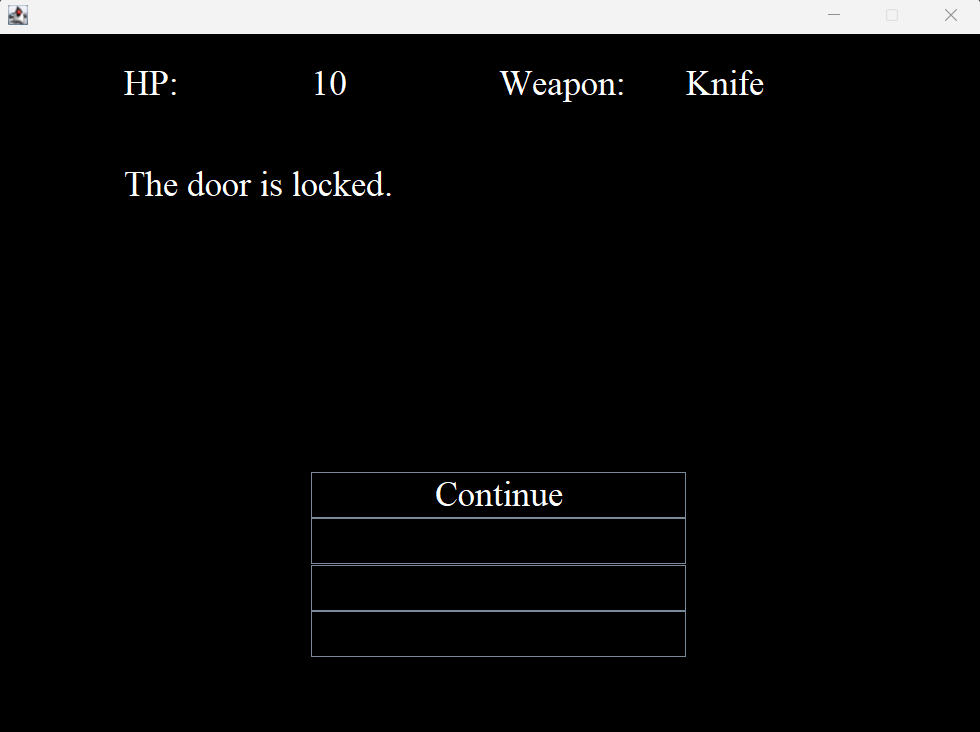 HP: 10 Weapon: Knife
The door is locked.
Continue